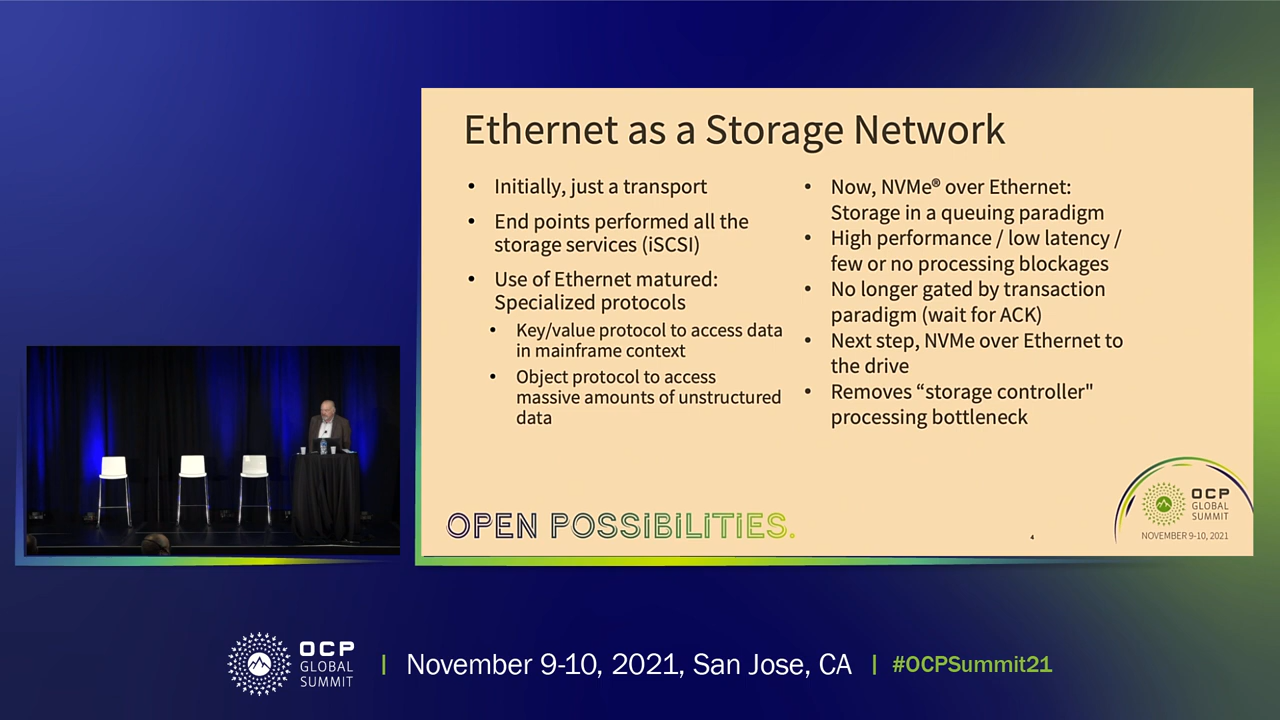 Ethernet as a Storage Network
• Initially, just a transport
• End points performed all the
storage services (iSCSI)
• Use of Ethernet matured:
Specialized protocols
• Key/value protocol to access data
in mainframe context
• Object protocol to access
massive amounts of unstructured
data
• Now, NVMe® over Ethernet:
Storage in a queuing paradigm
• High performance / low latency /
few or no processing blockages
• No longer gated by transaction
paradigm (wait for ACK)
• Next step, NVMe over Ethernet to
the drive
• Removes “storage controller"
processing bottleneck
OPEN POSSIBILITIES.
4
OCP
GLOBAL
SUMMIT
NOVEMBER 9-10, 2021
OCP
GLOBAL
SUMMIT
| November 9-10, 2021, San Jose, CA | #OCPSummit21